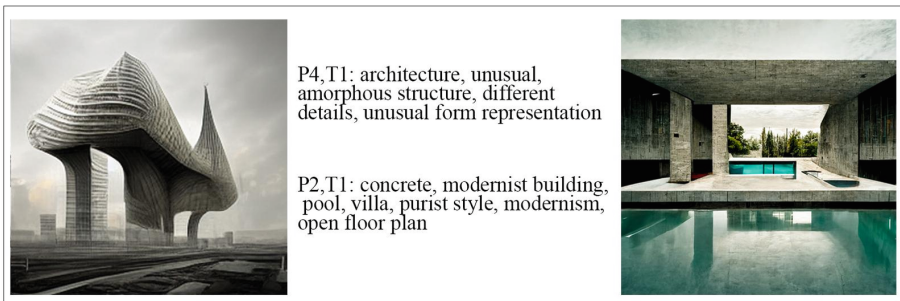 P4,T1: architecture, unusual,
amorphous structure, different
details, unusual form representation
P2,T1: concrete, modernist building,
pool, villa, purist style, modernism,
open floor plan